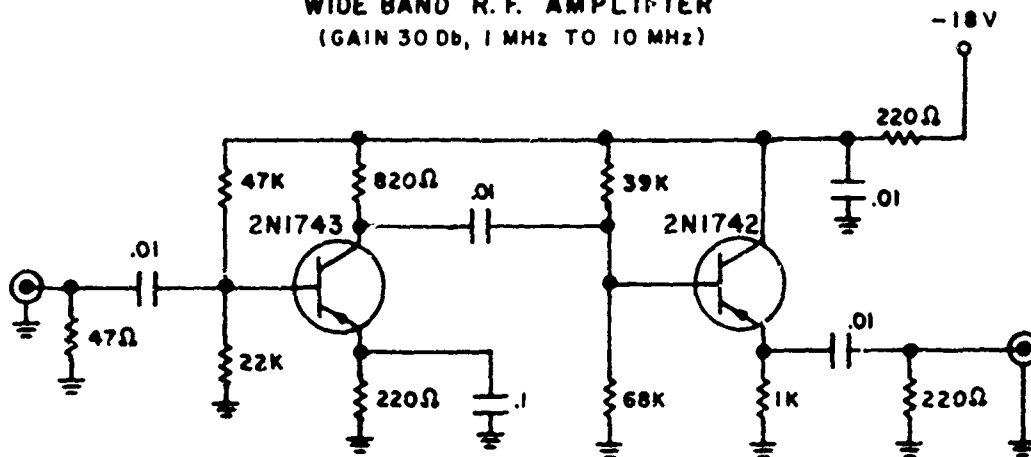 WIDE BAND R.F. AMPLIFIER
(GAIN 30 Db, 1 MHz TO 10 MHz)
-18V
220Ω
47K
820Ω
.01
39K
.01
2N1743
2N1742
.01
.01
47Ω
22K
220Ω
.1
68K
1K
220Ω